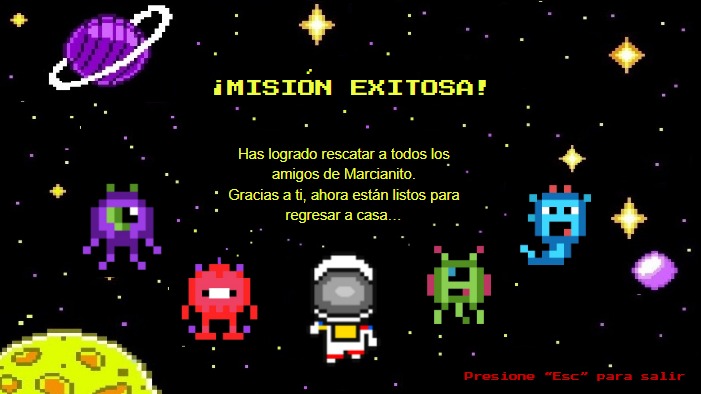 ¡MISIÓN EXITOSA!
Has logrado rescatar a todos los
amigos de Marcianito.
Gracias a ti, ahora están listos para
regresar a casa...
Presione "Esc" para salir